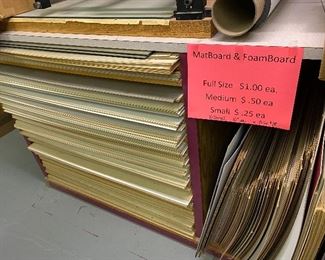 MatBoard & FoamBoard
Full Size $1.00 ea.
Medium $ .50 ea
Small $ .25 ea